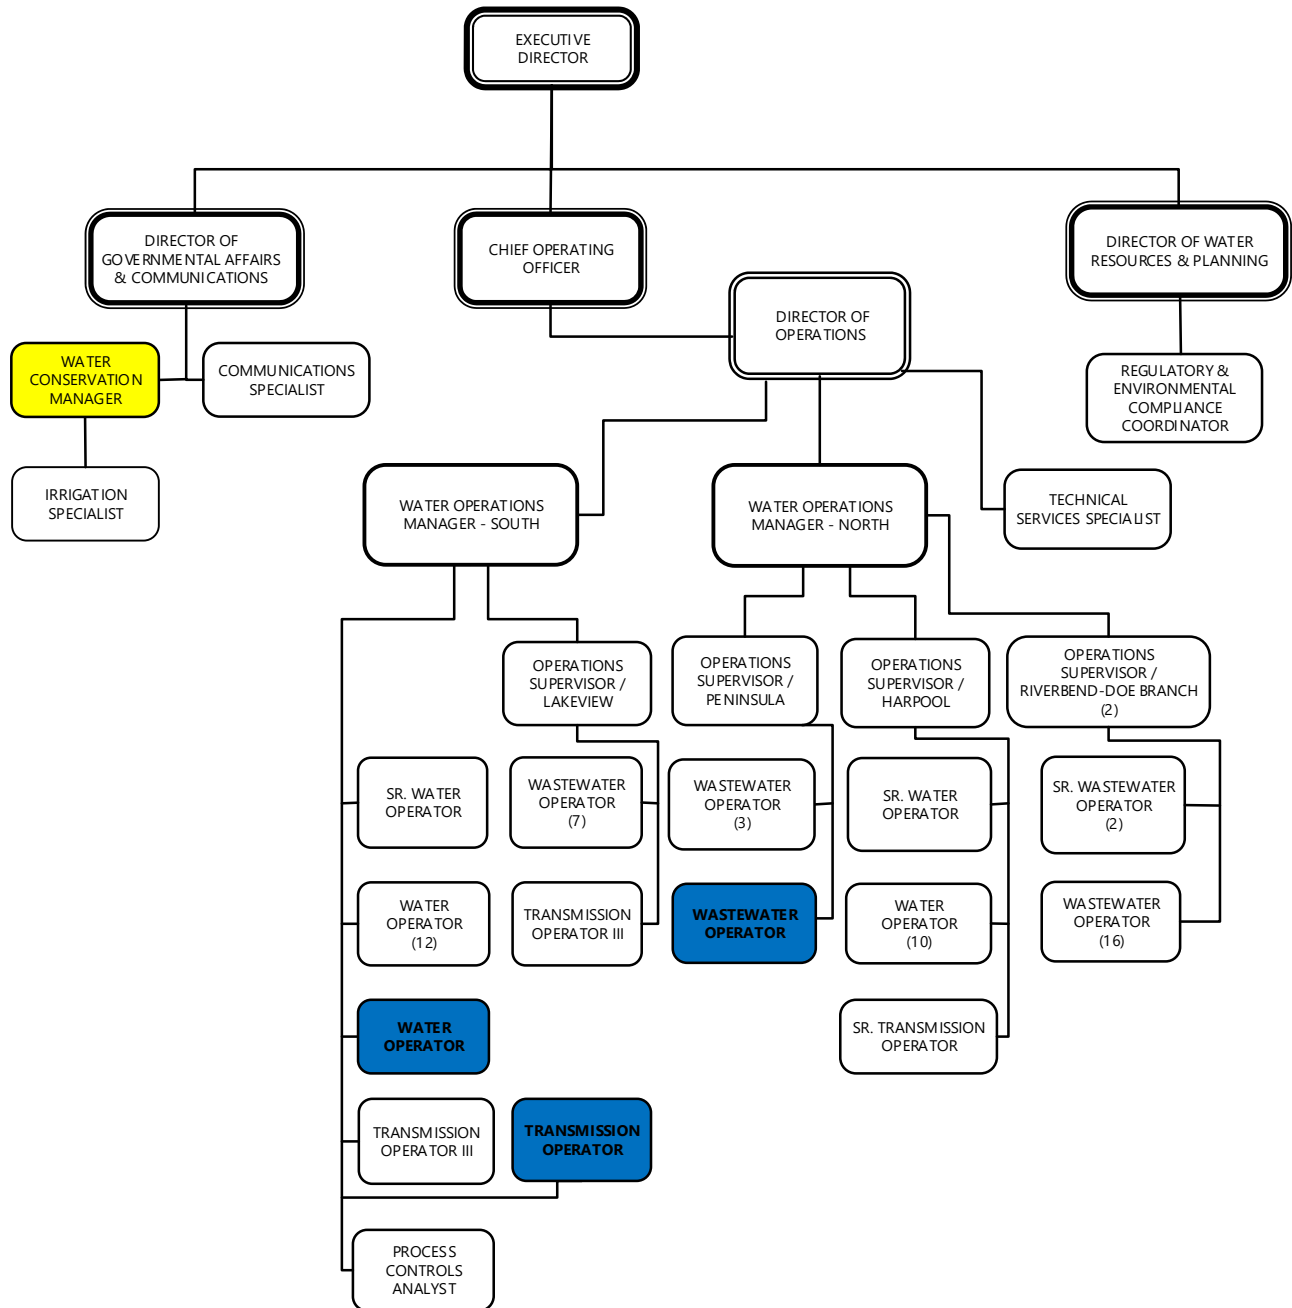 EXECUTIVE
DIRECTOR
DIRECTOR OF
GOVERNMENTAL AFFAIRS
& COMMUNICATIONS
CHIEF OPERATING
OFFICER
DIRECTOR OF WATER
RESOURCES & PLANNING
DIRECTOR OF
OPERATIONS
WATER
CONSERVATION
MANAGER
COMMUNICATIONS
SPECIALIST
REGULATORY &
ENVIRONMENTAL
COMPLIANCE
COORDINATOR
IRRIGATION
SPECIALIST
WATER OPERATIONS
MANAGER - SOUTH
WATER OPERATIONS
MANAGER - NORTH
TECHNICAL
SERVICES SPECIALIST
OPERATIONS
SUPERVISOR /
LAKEVIEW
OPERATIONS
SUPERVISOR /
PENINSULA
OPERATIONS
SUPERVISOR /
HARPOOL
OPERATIONS
SUPERVISOR /
RIVERBEND-DOE BRANCH
(2)
SR. WATER
OPERATOR
WASTEWATER
OPERATOR
(7)
WASTEWATER
OPERATOR
(3)
SR. WATER
OPERATOR
SR. WASTEWATER
OPERATOR
(2)
WATER
OPERATOR
(12)
TRANSMISSION
OPERATOR III
WASTEWATER
OPERATOR
WATER
OPERATOR
(10)
WASTEWATER
OPERATOR
(16)
WATER
OPERATOR
SR. TRANSMISSION
OPERATOR
TRANSMISSION
OPERATOR III
TRANSMISSION
OPERATOR
PROCESS
CONTROLS
ANALYST